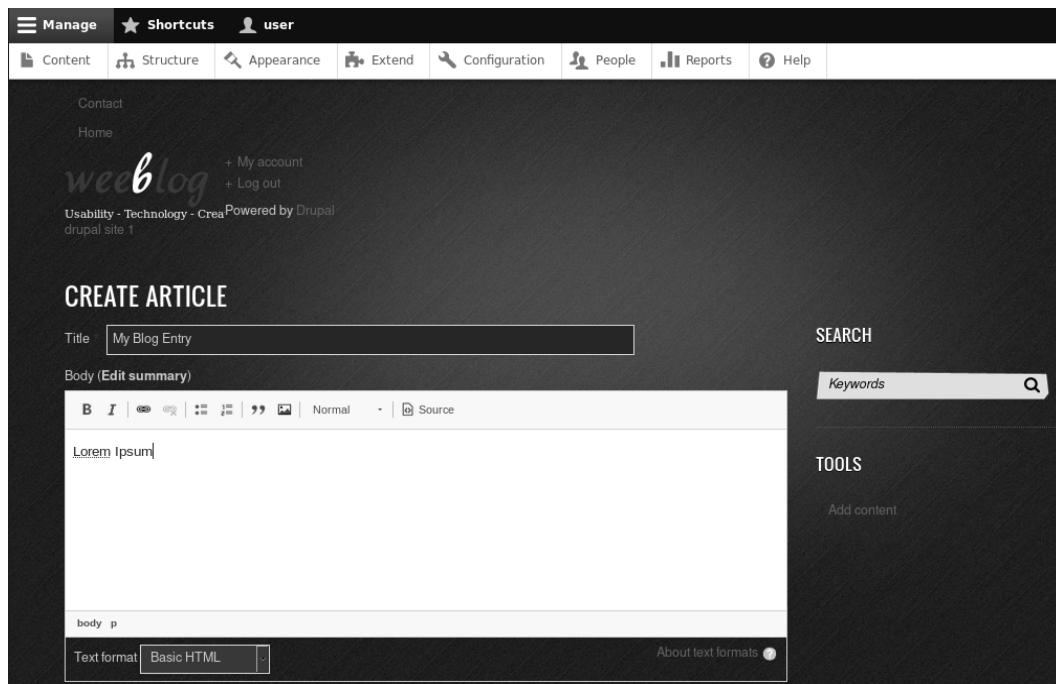 Manage Shortcuts user
Content Structure Appearance Extend Configuration People Reports Help
Contact
Home
weeblog
Usability - Technology - Crea
drupal site 1
+ My account
+ Log out
Powered by Drupal
CREATE ARTICLE
Title My Blog Entry
Body (Edit summary)
B I Normal Source
Lorem Ipsum
body p
Text format Basic HTML
About text formats ?
SEARCH
Keywords
TOOLS
Add content